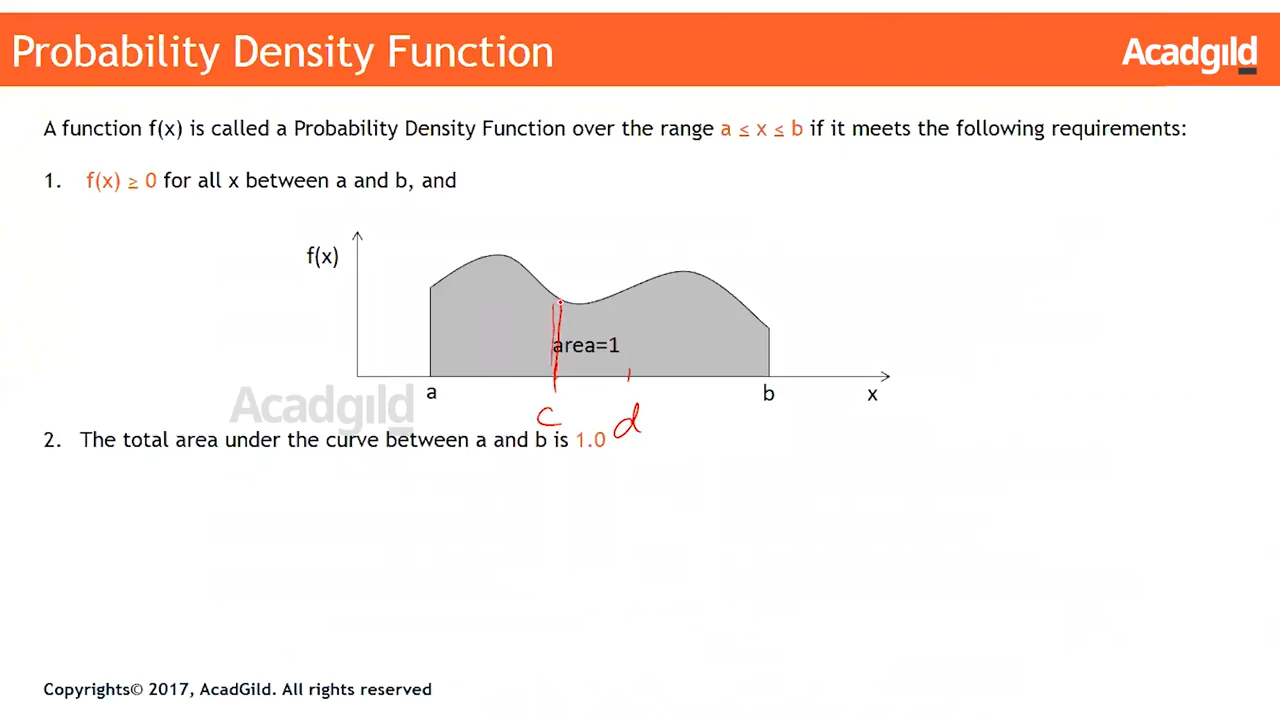 Probability Density Function
Acadgild
A function f(x) is called a Probability Density Function over the range a ≤ x ≤ b if it meets the following requirements:
1. f(x) ≥ 0 for all x between a and b, and
f(x)
area=1
a
b
x
Acadgild
c
d
2. The total area under the curve between a and b is 1.0
Copyrights© 2017, AcadGild. All rights reserved